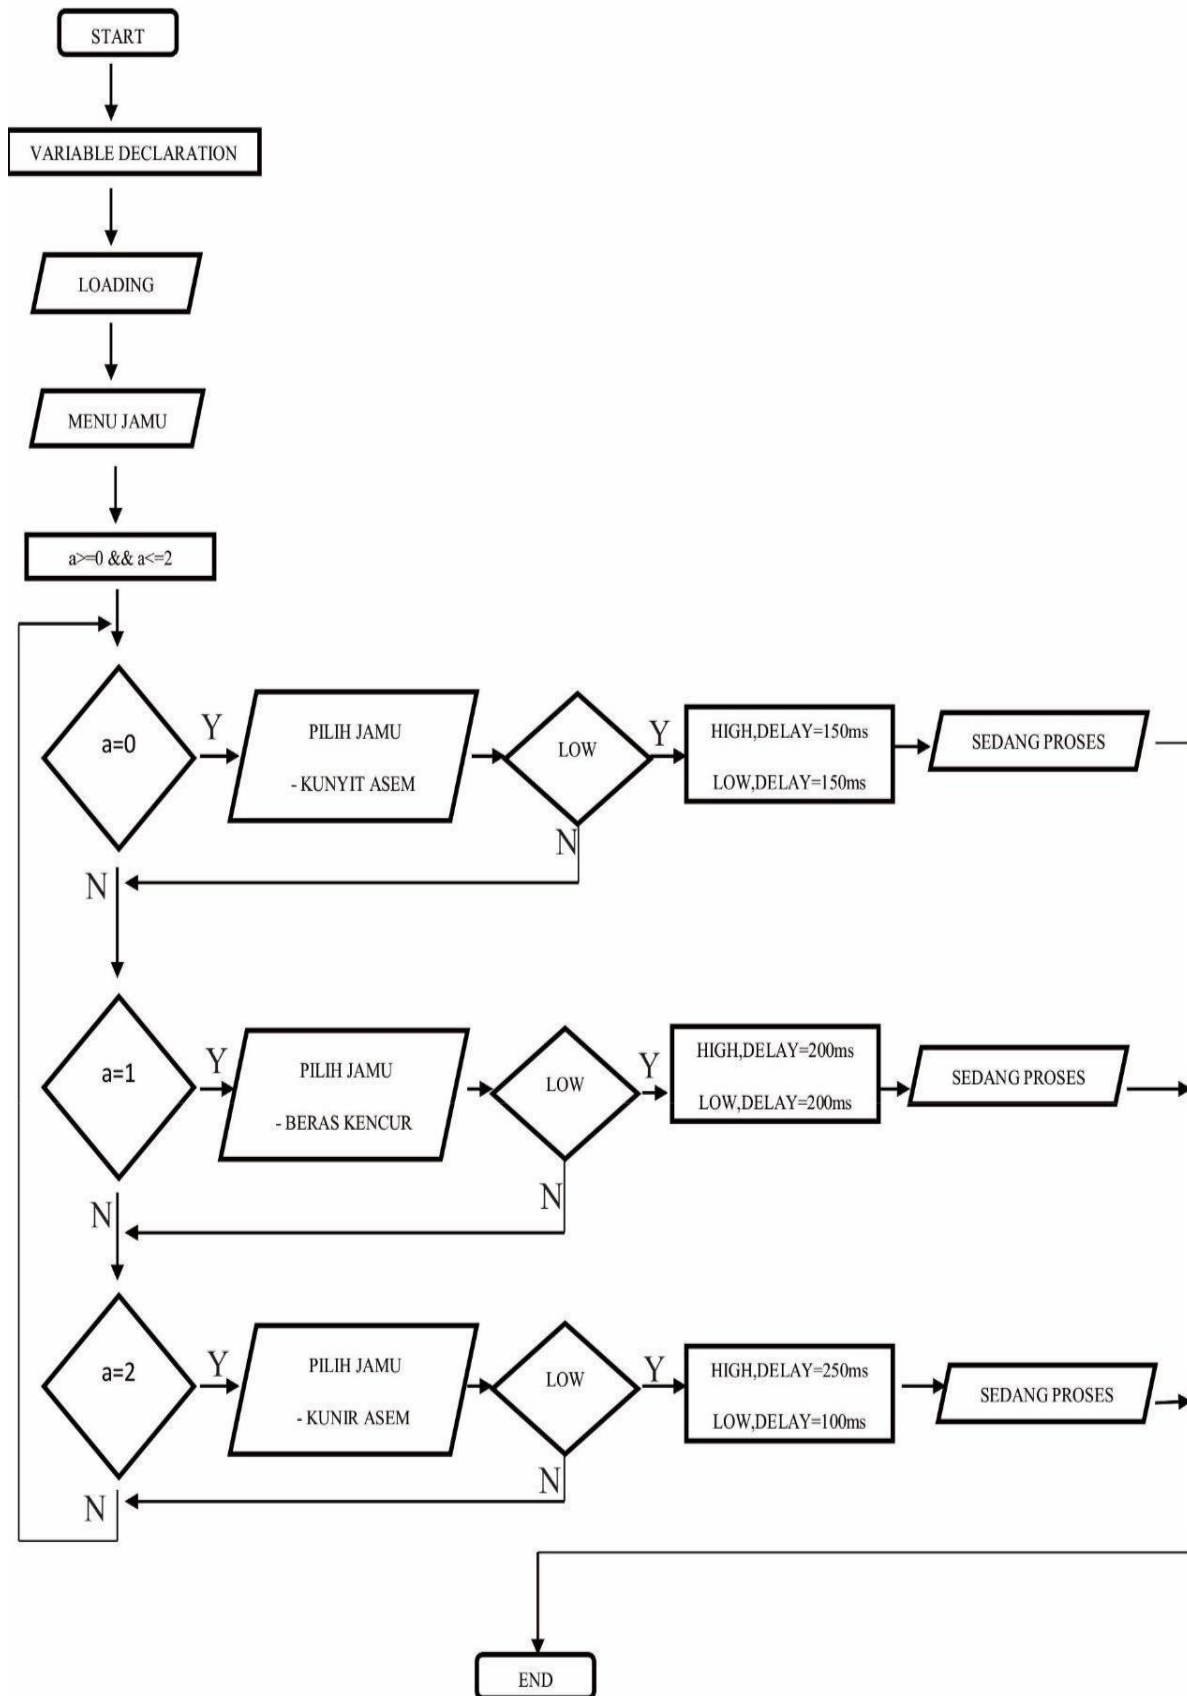 START
VARIABLE DECLARATION
LOADING
MENU JAMU
a>=0 && a<=2
a=0
Y
PILIH JAMU
- KUNYIT ASEM
LOW
Y
HIGH,DELAY=150ms
LOW,DELAY=150ms
SEDANG PROSES
N
N
a=1
Y
PILIH JAMU
- BERAS KENCUR
LOW
Y
HIGH,DELAY=200ms
LOW,DELAY=200ms
SEDANG PROSES
N
N
a=2
Y
PILIH JAMU
- KUNIR ASEM
LOW
Y
HIGH,DELAY=250ms
LOW,DELAY=100ms
SEDANG PROSES
N
N
END